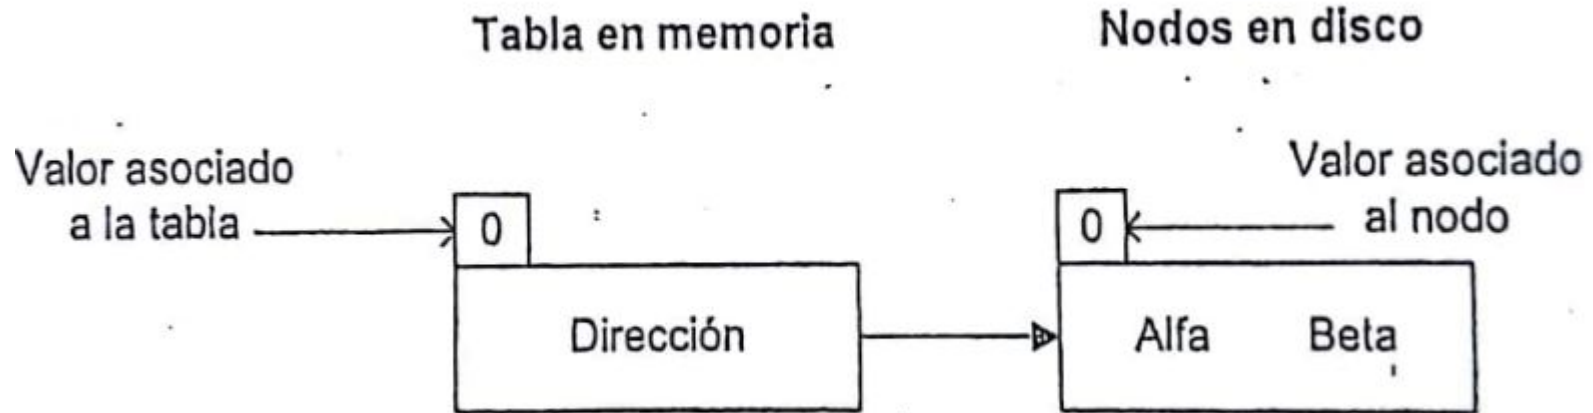 Tabla en memoria
Nodos en disco
Valor asociado
a la tabla
0
0
Valor asociado
al nodo
Dirección
Alfa Beta